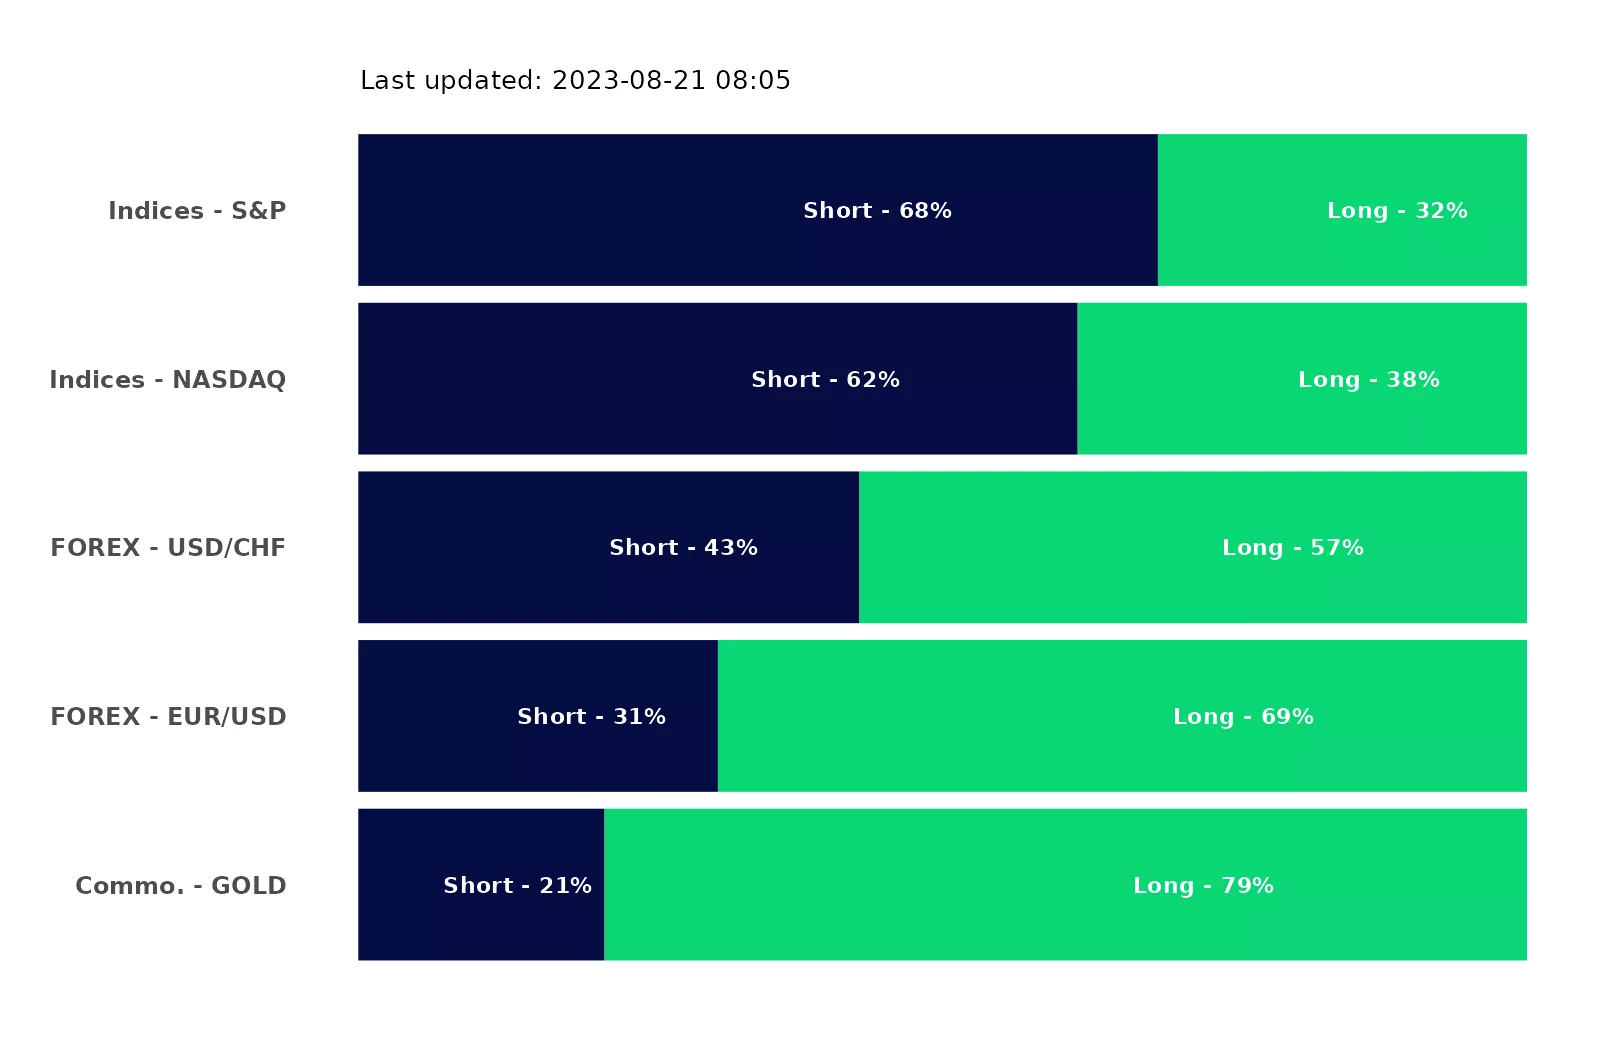 Last updated: 2023-08-21 08:05
Indices - S&P Short - 68% Long - 32%
Indices - NASDAQ Short - 62% Long - 38%
FOREX - USD/CHF Short - 43% Long - 57%
FOREX - EUR/USD Short - 31% Long - 69%
Commo. - GOLD Short - 21% Long - 79%